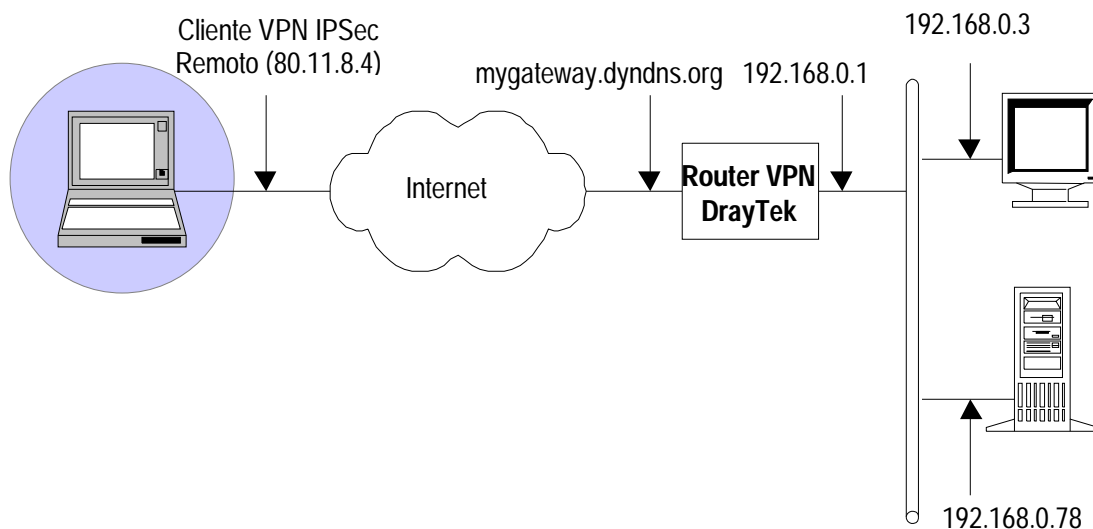 Cliente VPN IPSec
Remoto (80.11.8.4)
mygateway.dyndns.org
192.168.0.1
192.168.0.3
Internet
Router VPN
DrayTek
192.168.0.78